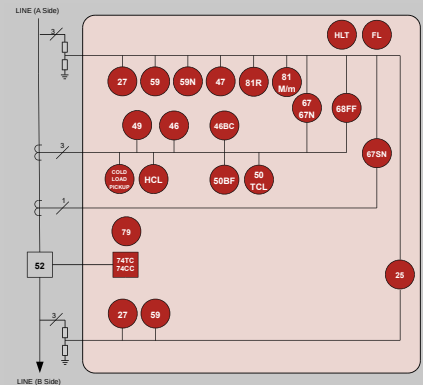 LINE (A Side)
3
HLT
FL
27
59
59N
47
81R
81
M/m
67
67N
68FF
49
46
46BC
3
67SN
COLD
LOAD
PICKUP
HCL
50BF
50
TCL
1
79
52
74TC
74CC
25
3
27
59
LINE (B Side)